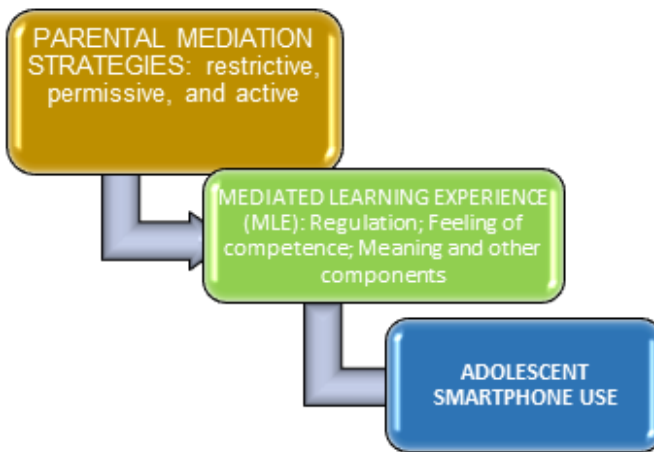 PARENTAL MEDIATION
STRATEGIES: restrictive,
permissive, and active
MEDIATED LEARNING EXPERIENCE
(MLE): Regulation; Feeling of
competence; Meaning and other
components
ADOLESCENT
SMARTPHONE USE